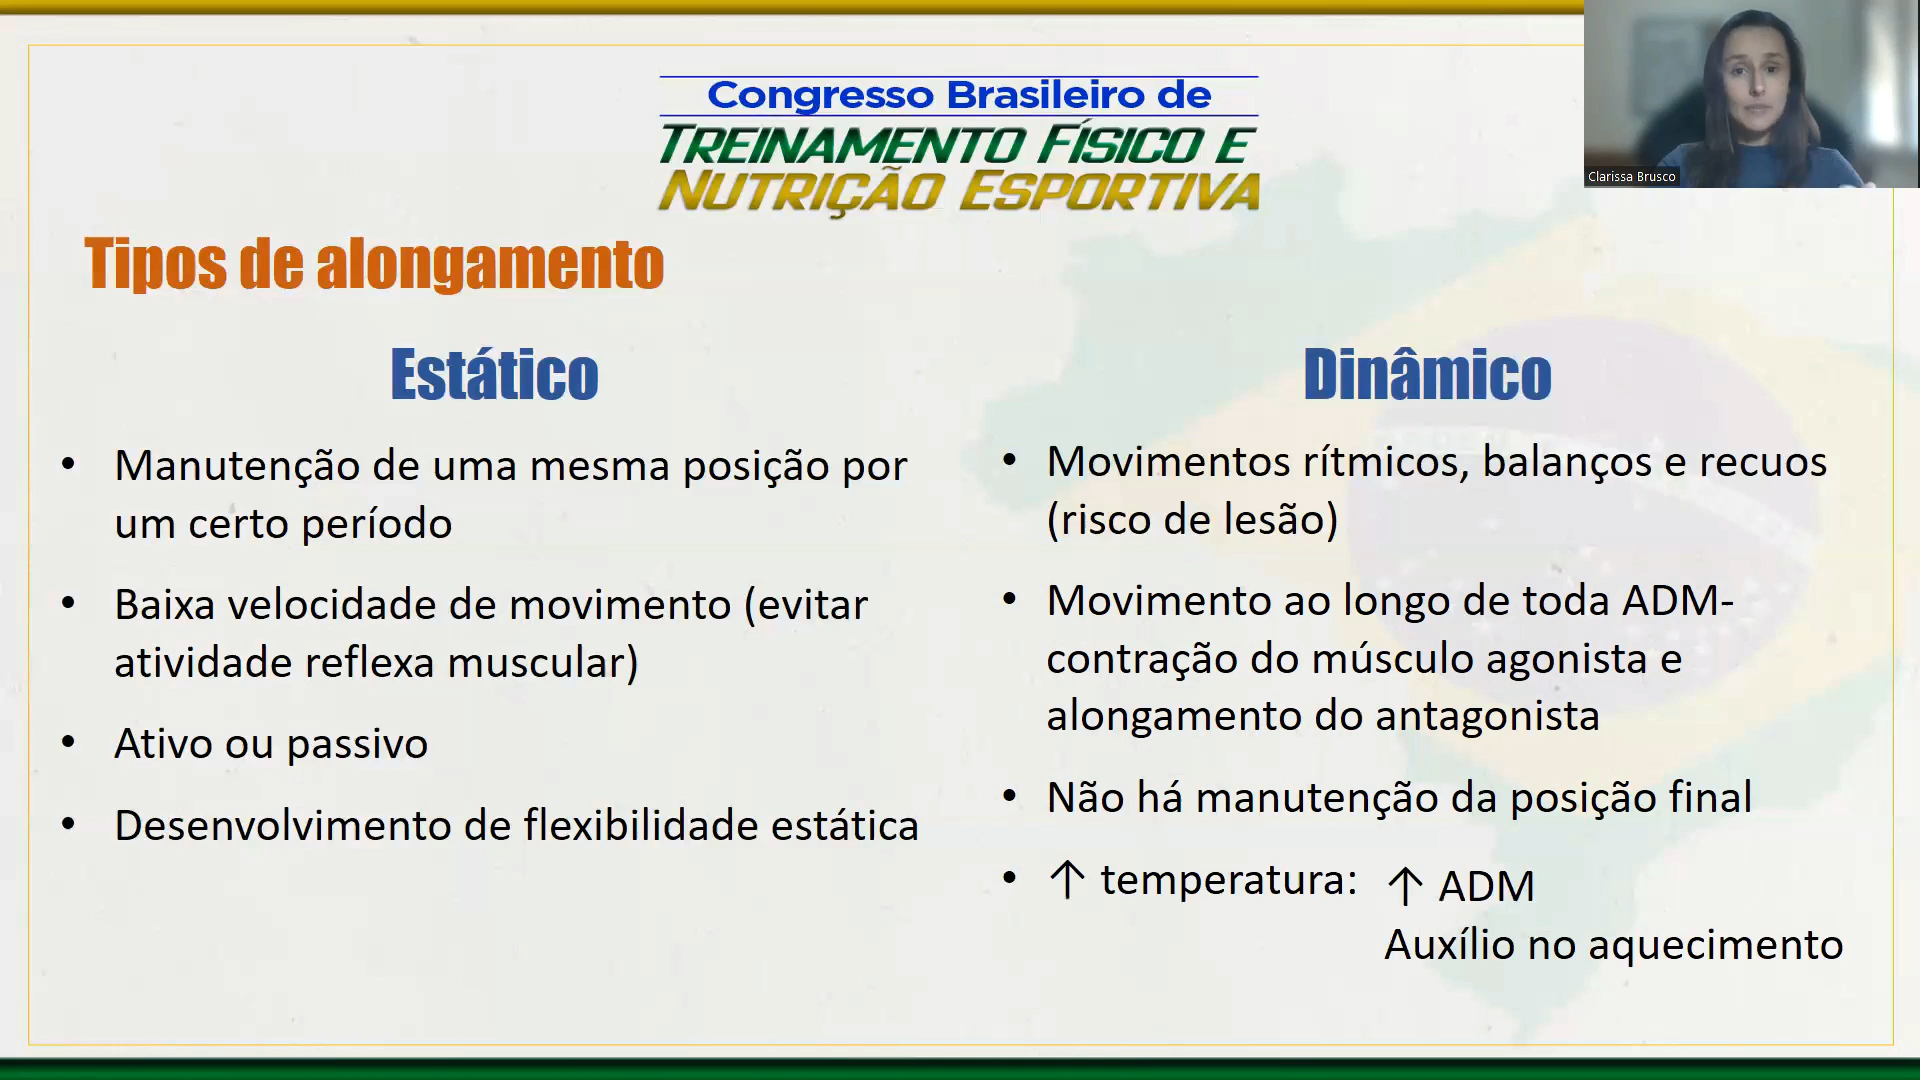 Congresso Brasileiro de
TREINAMENTO FÍSICO E
NUTRIÇÃO ESPORTIVA
Clarissa Brusco
Tipos de alongamento
Estático
• Manutenção de uma mesma posição por
um certo período
• Baixa velocidade de movimento (evitar
atividade reflexa muscular)
• Ativo ou passivo
• Desenvolvimento de flexibilidade estática
Dinâmico
• Movimentos rítmicos, balanços e recuos
(risco de lesão)
• Movimento ao longo de toda ADM-
contração do músculo agonista e
alongamento do antagonista
• Não há manutenção da posição final
• ↑ temperatura: ↑ ADM
Auxílio no aquecimento